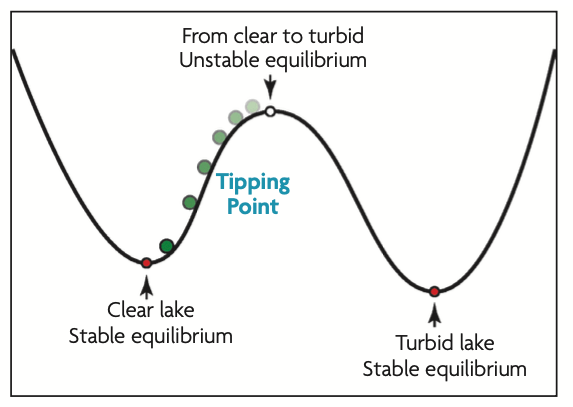 From clear to turbid
Unstable equilibrium
Tipping
Point
Clear lake
Stable equilibrium
Turbid lake
Stable equilibrium